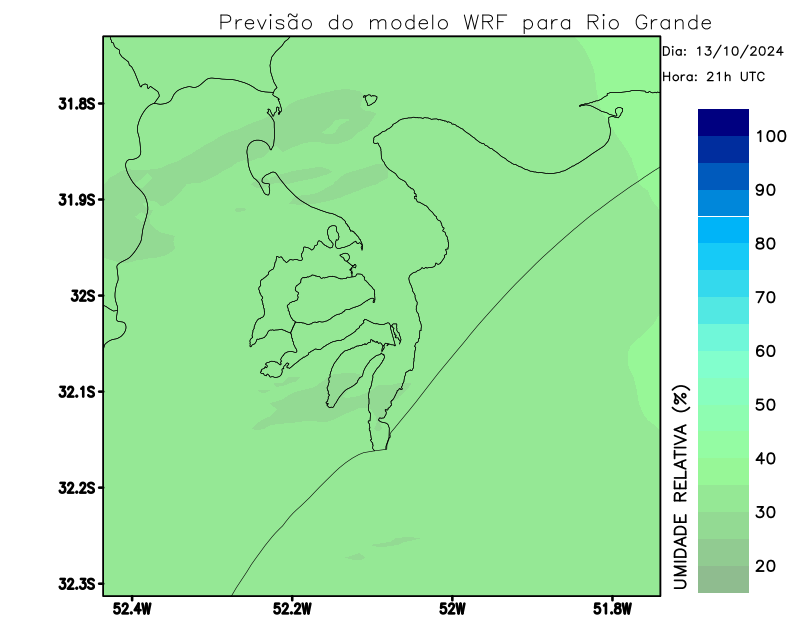 Previsão do modelo WRF para Rio Grande
Dia: 13/10/2024
Hora: 21h UTC
31.8S
31.9S
32S
32.1S
32.2S
32.3S
52.4W
52.2W
52W
51.8W
UMIDADE RELATIVA (%)
100
90
80
70
60
50
40
30
20